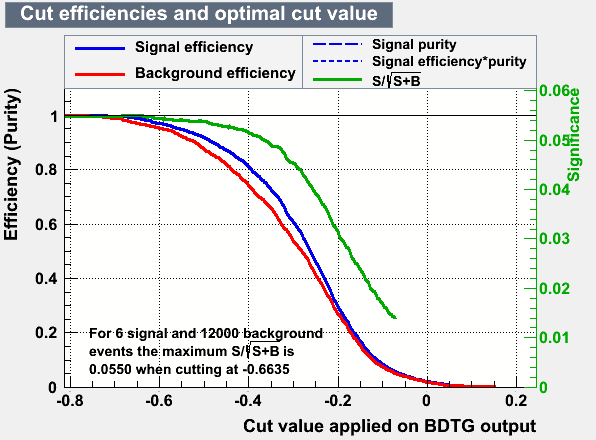 Cut efficiencies and optimal cut value
Signal efficiency
Background efficiency
Signal purity
Signal efficiency*purity
S/√S+B
Efficiency (Purity)
1
0.8
0.6
0.4
0.2
0
0.06
0.05
0.04
0.03
0.02
0.01
0
Significance
For 6 signal and 12000 background
events the maximum S/√S+B is
0.0550 when cutting at -0.6635
-0.8 -0.6 -0.4 -0.2 0 0.2
Cut value applied on BDTG output